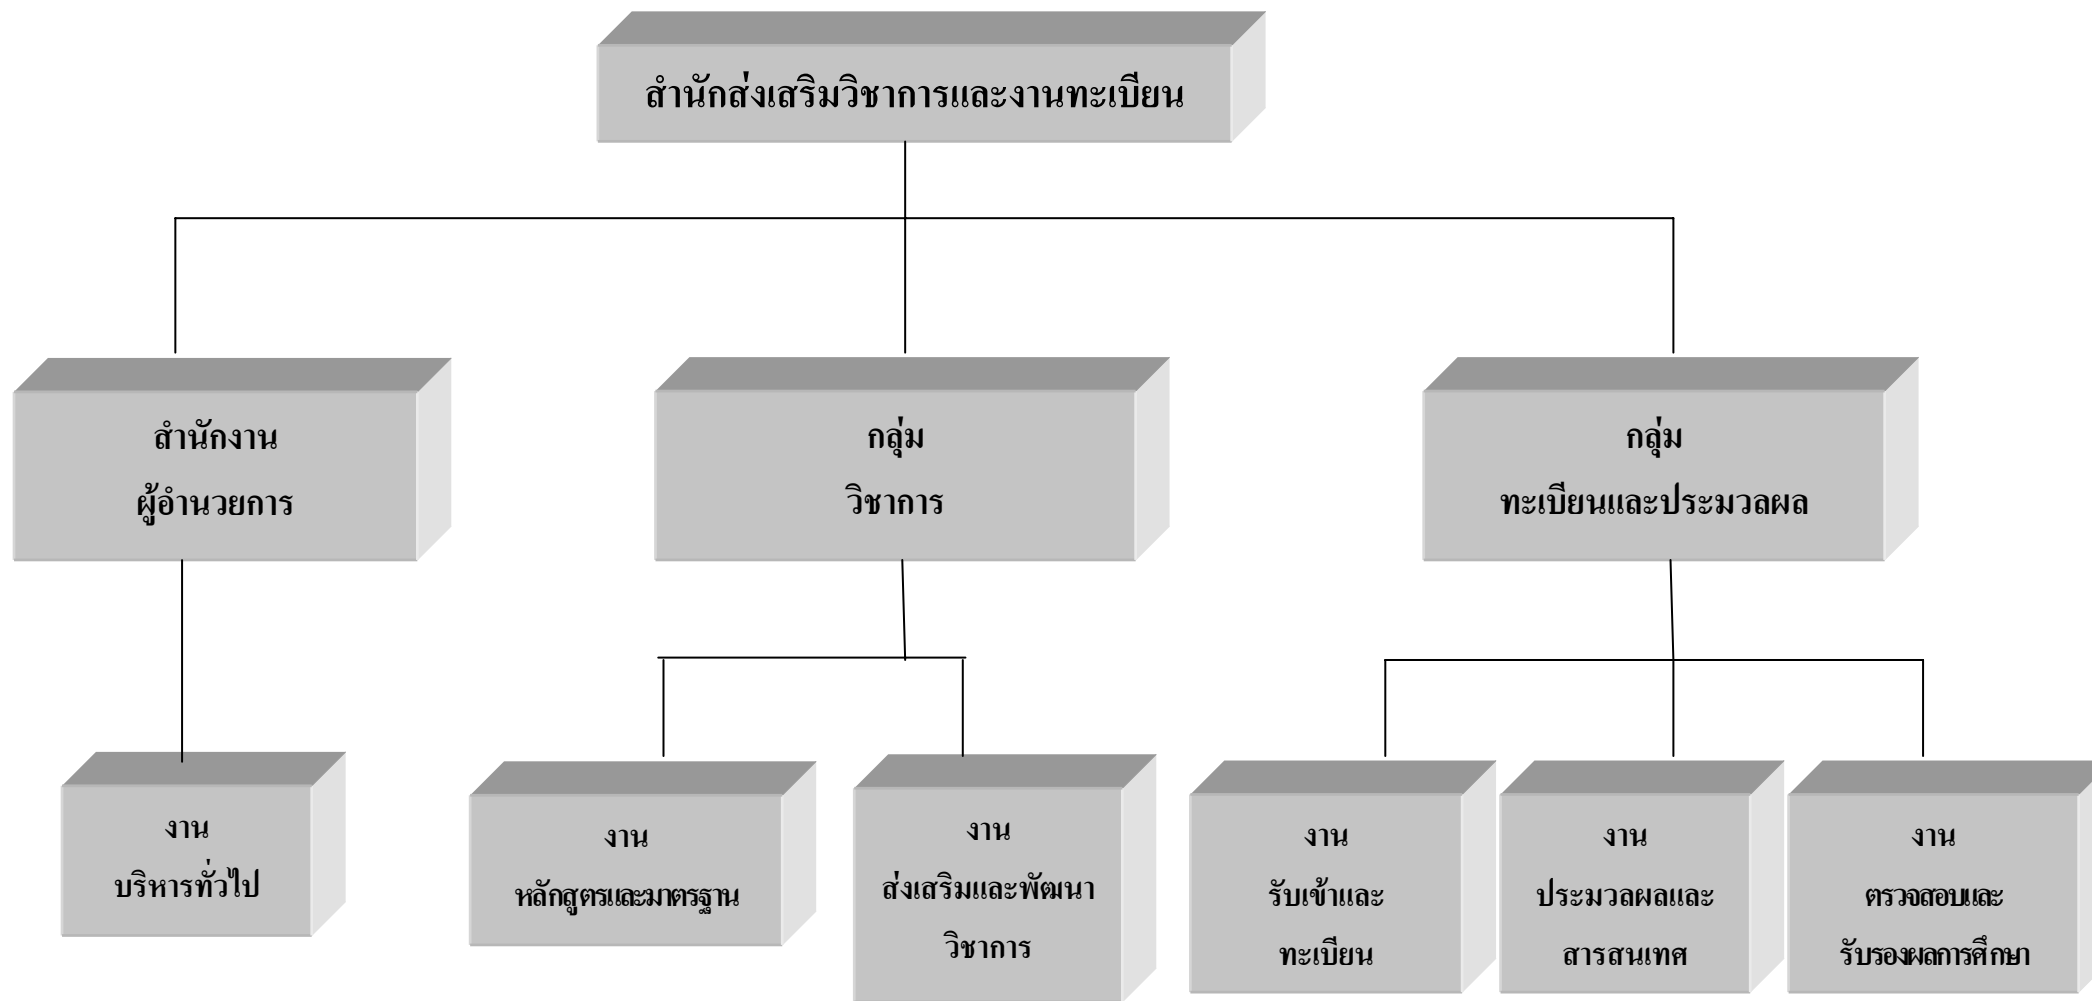 สำนักส่งเสริมวิชาการและงานทะเบียน
สำนักงาน
ผู้อำนวยการ
กลุ่ม
วิชาการ
กลุ่ม
ทะเบียนและประมวลผล
งาน
บริหารทั่วไป
งาน
หลักสูตรและมาตรฐาน
งาน
ส่งเสริมและพัฒนา
วิชาการ
งาน
รับเข้าและ
ทะเบียน
งาน
ประมวลผลและ
สารสนเทศ
งาน
ตรวจสอบและ
รับรองผลการศึกษา